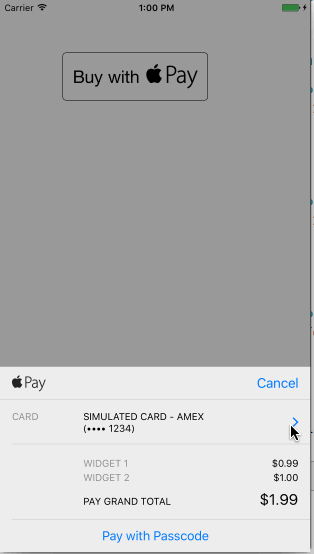 Carrier 1:00 PM
Buy with Pay
Pay Cancel
CARD SIMULATED CARD - AMEX
(•••• 1234)
WIDGET 1 $0.99
WIDGET 2 $1.00
PAY GRAND TOTAL $1.99
Pay with Passcode